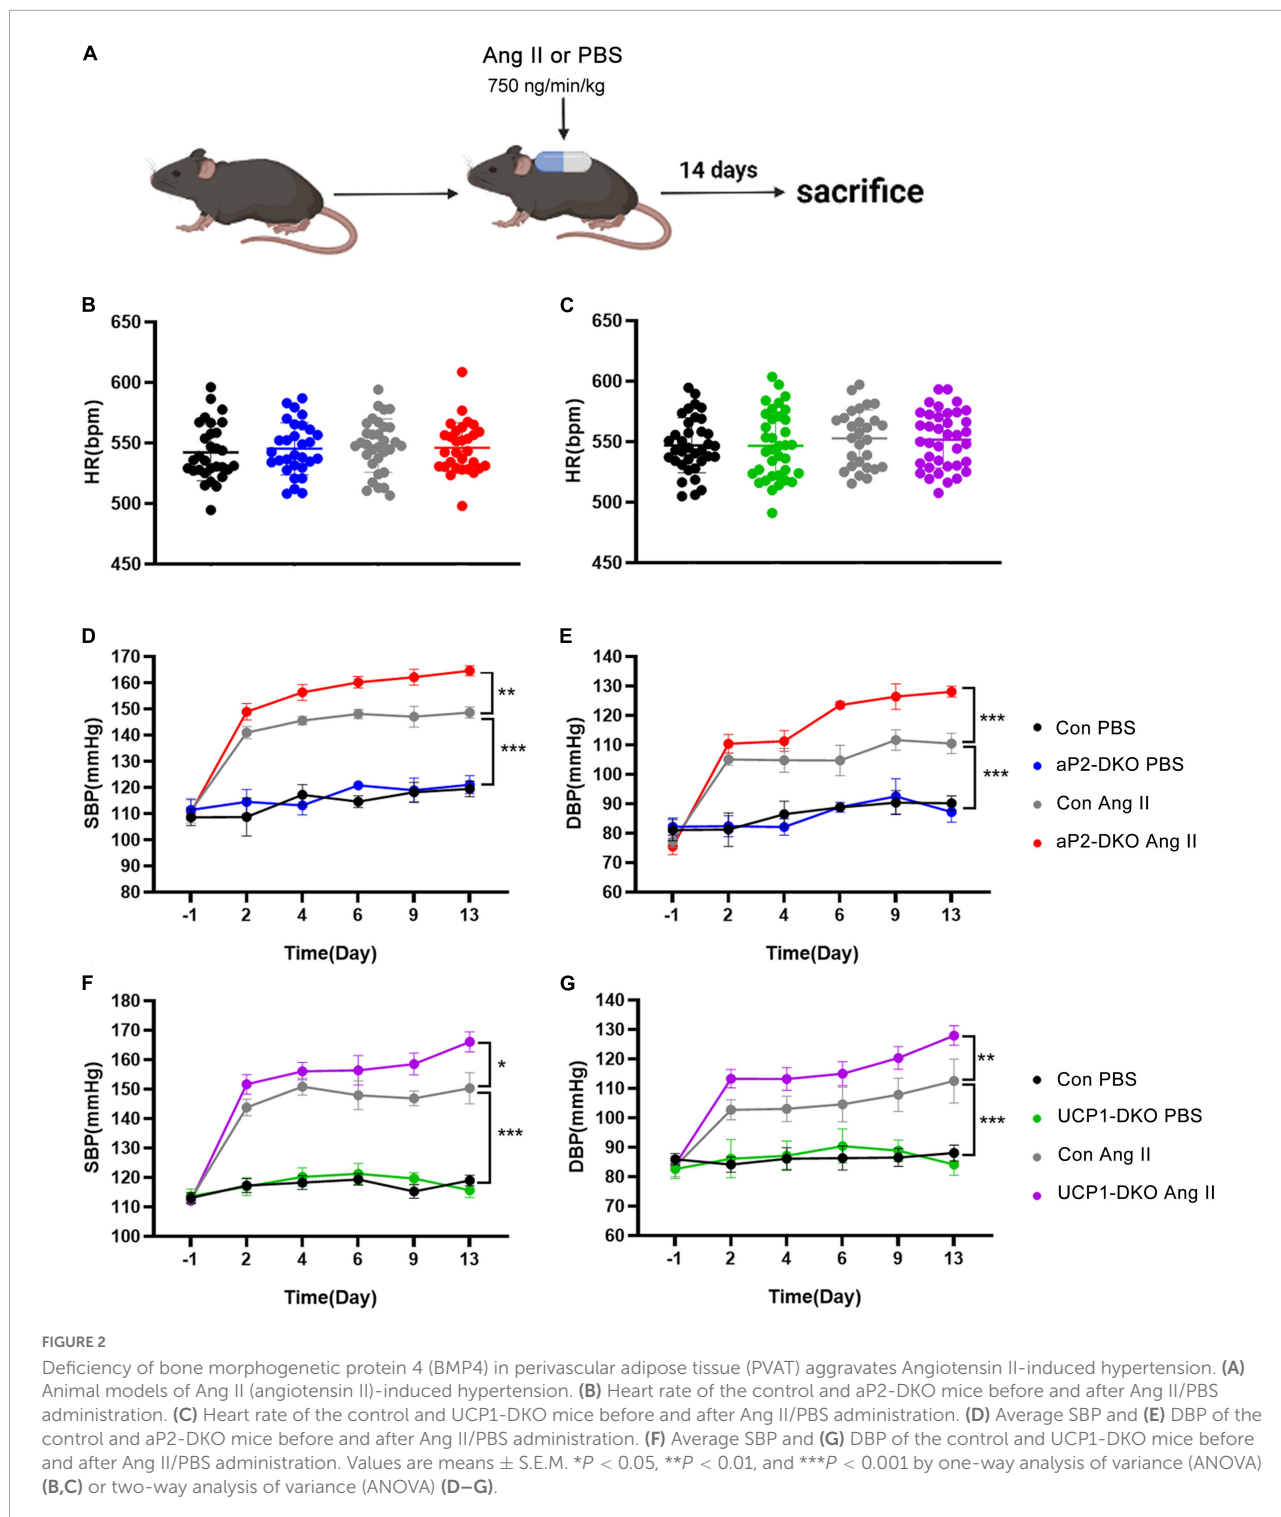 A
Ang II or PBS
750 ng/min/kg
14 days
sacrifice
B
650
600
550
500
450
HR(bpm)
C
650
600
550
500
450
HR(bpm)
D
170
160
150
140
130
120
110
100
90
80
SBP(mmHg)
**
***
-1 2 4 6 9 13
Time(Day)
E
140
130
120
110
100
90
80
70
60
DBP(mmHg)
***
***
-1 2 4 6 9 13
Time(Day)
Con PBS
aP2-DKO PBS
Con Ang II
aP2-DKO Ang II
F
180
170
160
150
140
130
120
110
100
SBP(mmHg)
*
***
-1 2 4 6 9 13
Time(Day)
G
140
130
120
110
100
90
80
70
60
DBP(mmHg)
**
***
-1 2 4 6 9 13
Time(Day)
Con PBS
UCP1-DKO PBS
Con Ang II
UCP1-DKO Ang II
FIGURE 2
Deficiency of bone morphogenetic protein 4 (BMP4) in perivascular adipose tissue (PVAT) aggravates Angiotensin II-induced hypertension. (A)
Animal models of Ang II (angiotensin II)-induced hypertension. (B) Heart rate of the control and aP2-DKO mice before and after Ang II/PBS
administration. (C) Heart rate of the control and UCP1-DKO mice before and after Ang II/PBS administration. (D) Average SBP and (E) DBP of the
control and aP2-DKO mice before and after Ang II/PBS administration. (F) Average SBP and (G) DBP of the control and UCP1-DKO mice before
and after Ang II/PBS administration. Values are means ± S.E.M. *P < 0.05, **P < 0.01, and ***P < 0.001 by one-way analysis of variance (ANOVA)
(B,C) or two-way analysis of variance (ANOVA) (D–G).